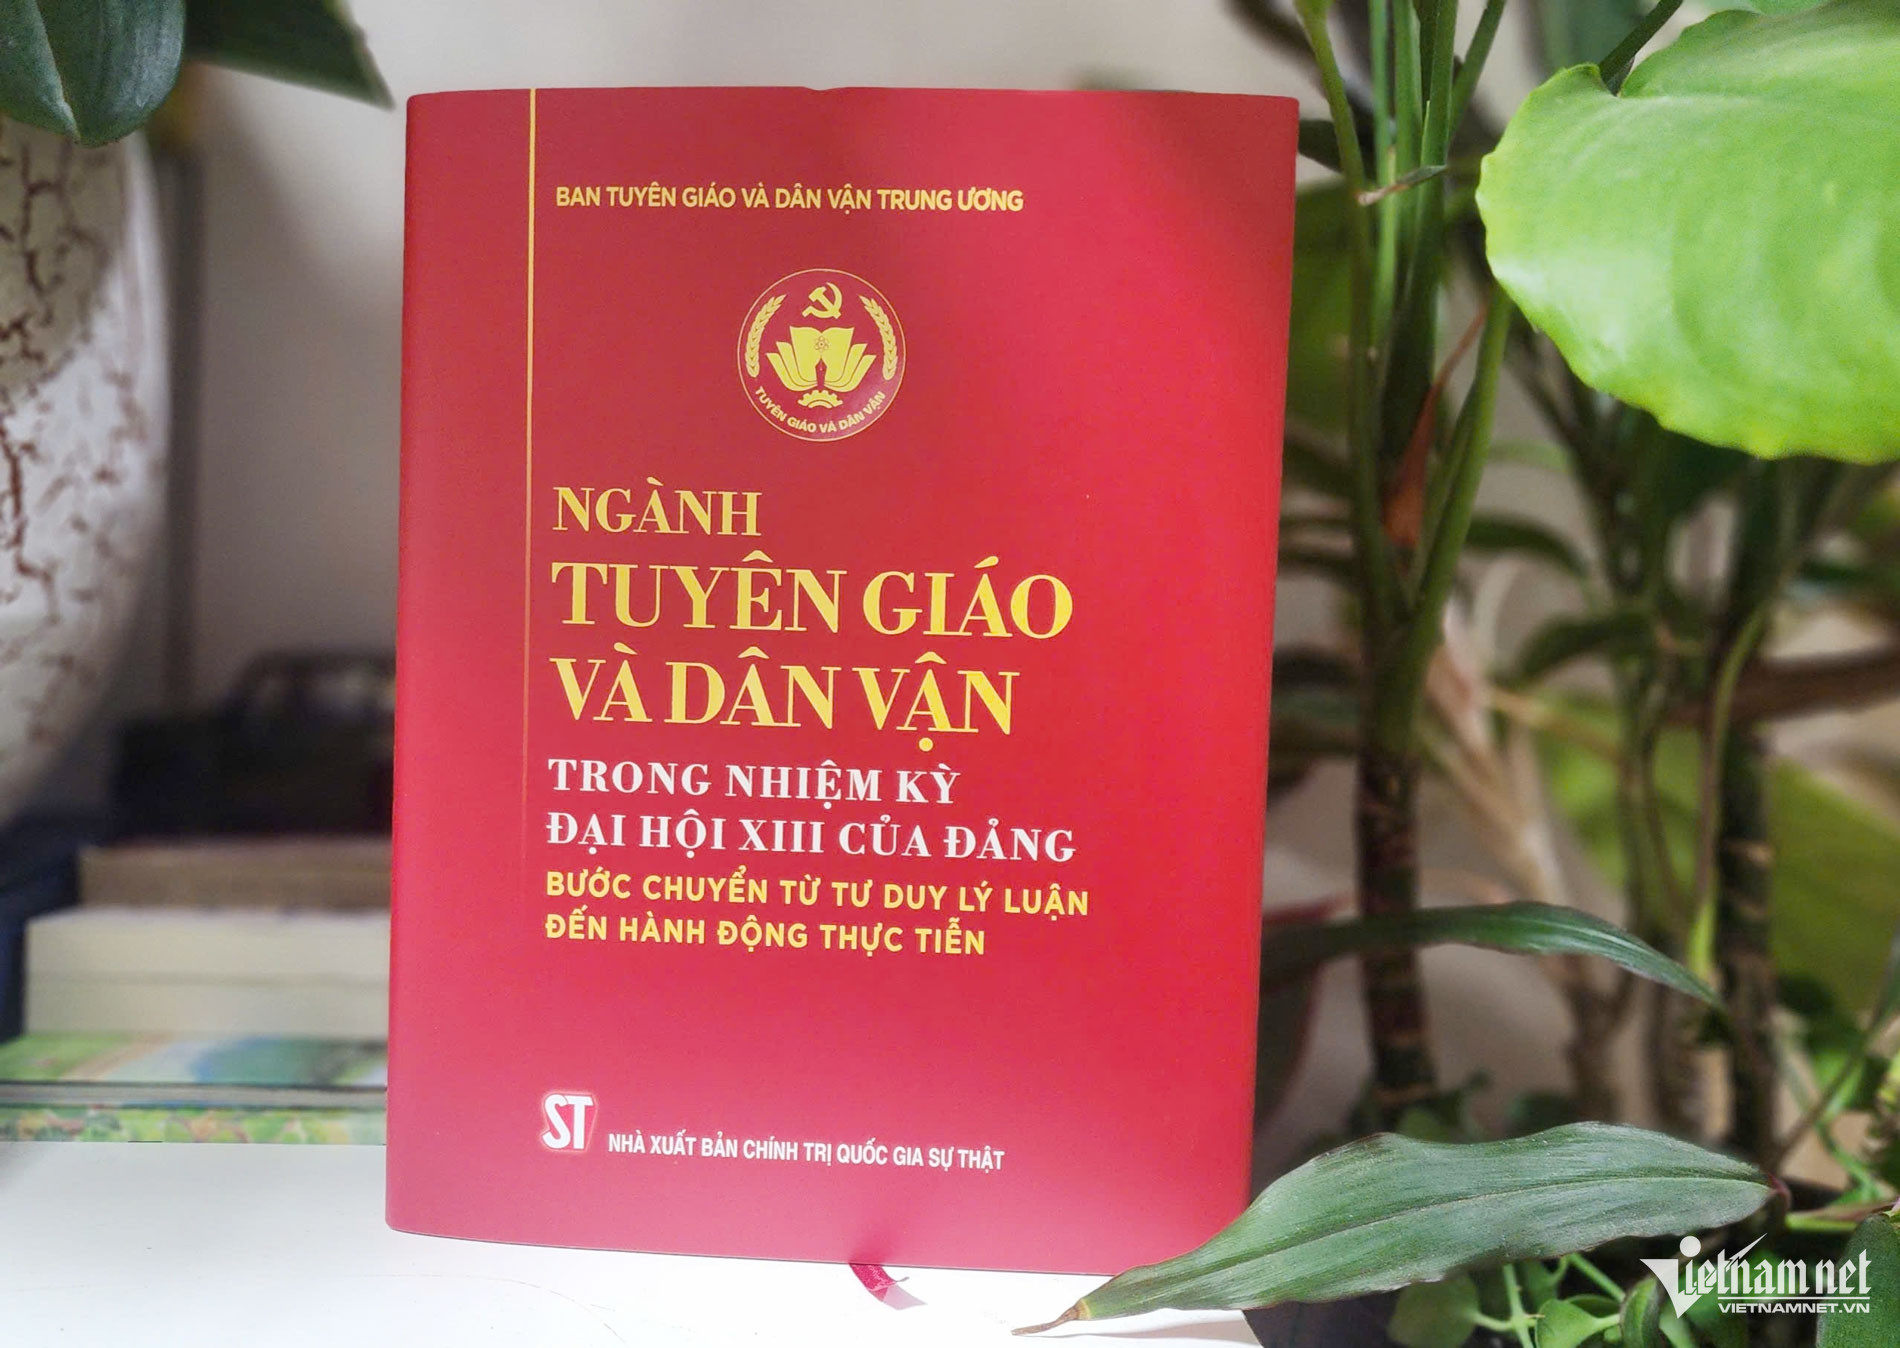 BAN TUYÊN GIÁO VÀ DÂN VẬN TRUNG ƯƠNG
TUYÊN GIÁO VÀ DÂN VẬN
NGÀNH
TUYÊN GIÁO
VÀ DÂN VẬN
TRONG NHIỆM KỲ
ĐẠI HỘI XIII CỦA ĐẢNG
BƯỚC CHUYỂN TỪ TƯ DUY LÝ LUẬN
ĐẾN HÀNH ĐỘNG THỰC TIỄN
ST
NHÀ XUẤT BẢN CHÍNH TRỊ QUỐC GIA SỰ THẬT
Vietnamnet
VIETNAMNET.VN